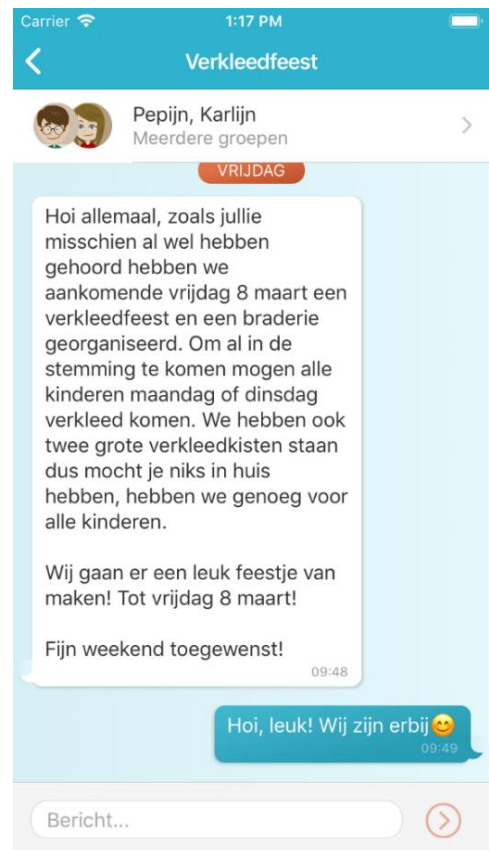 Carrier 1:17 PM
Verkleedfeest
Pepijn, Karlijn
Meerdere groepen
VRIJDAG
Hoi allemaal, zoals jullie
misschien al wel hebben
gehoord hebben we
aankomende vrijdag 8 maart een
verkleedfeest en een braderie
georganiseerd. Om al in de
stemming te komen mogen alle
kinderen maandag of dinsdag
verkleed komen. We hebben ook
twee grote verkleedkisten staan
dus mocht je niks in huis
hebben, hebben we genoeg voor
alle kinderen.
Wij gaan er een leuk feestje van
maken! Tot vrijdag 8 maart!
Fijn weekend toegewenst!
09:48
Hoi, leuk! Wij zijn erbij😊
09:49
Bericht...